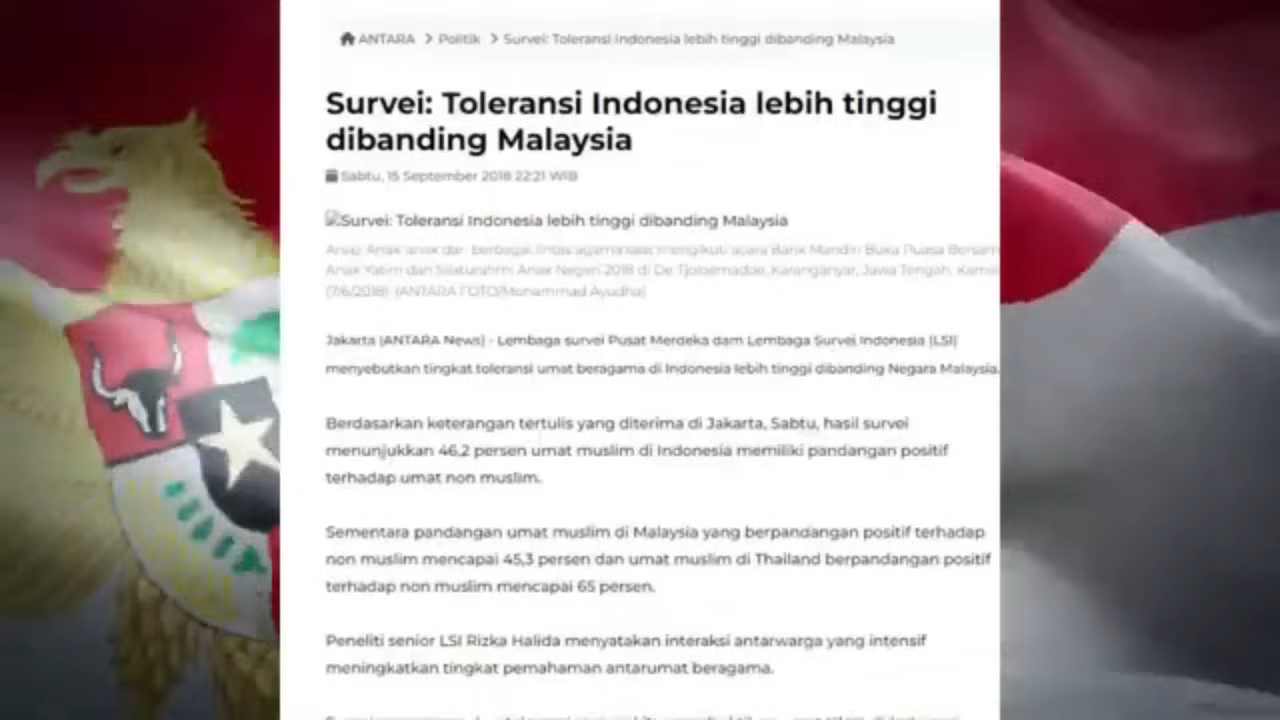 ANTARA > Politik > Survei: Toleransi Indonesia lebih tinggi dibanding Malaysia
Survei: Toleransi Indonesia lebih tinggi
dibanding Malaysia
Sabtu, 15 September 2018 22:21 WIB
Survei: Toleransi Indonesia lebih tinggi dibanding Malaysia
Arsip Anak anak dari berbagai lintas agama saat mengikuti acara Bank Mandiri Buka Puasa Bersam
Anak Yatim dan Silaturahmi Anak Negeri 2018 di De Tjolomadoe, Karanganyar, Jawa Tengah, Kamis
(7/6/2018). (ANTARA FOTO/Mohammad Ayudha)
Jakarta (ANTARA News) - Lembaga survei Pusat Merdeka dam Lembaga Survei Indonesia (LSI)
menyebutkan tingkat toleransi umat beragama di Indonesia lebih tinggi dibanding Negara Malaysia.
Berdasarkan keterangan tertulis yang diterima di Jakarta, Sabtu, hasil survei
menunjukkan 46,2 persen umat muslim di Indonesia memiliki pandangan positif
terhadap umat non muslim.
Sementara pandangan umat muslim di Malaysia yang berpandangan positif terhadap
non muslim mencapai 45,3 persen dan umat muslim di Thailand berpandangan positif
terhadap non muslim mencapai 65 persen.
Peneliti senior LSI Rizka Halida menyatakan interaksi antarwarga yang intensif
meningkatkan tingkat pemahaman antarumat beragama.